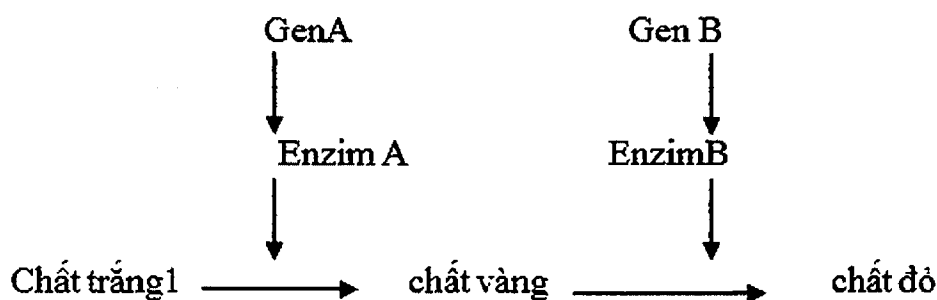 GenA Gen B
Enzim A EnzimB
Chất trắng1 chất vàng chất đỏ